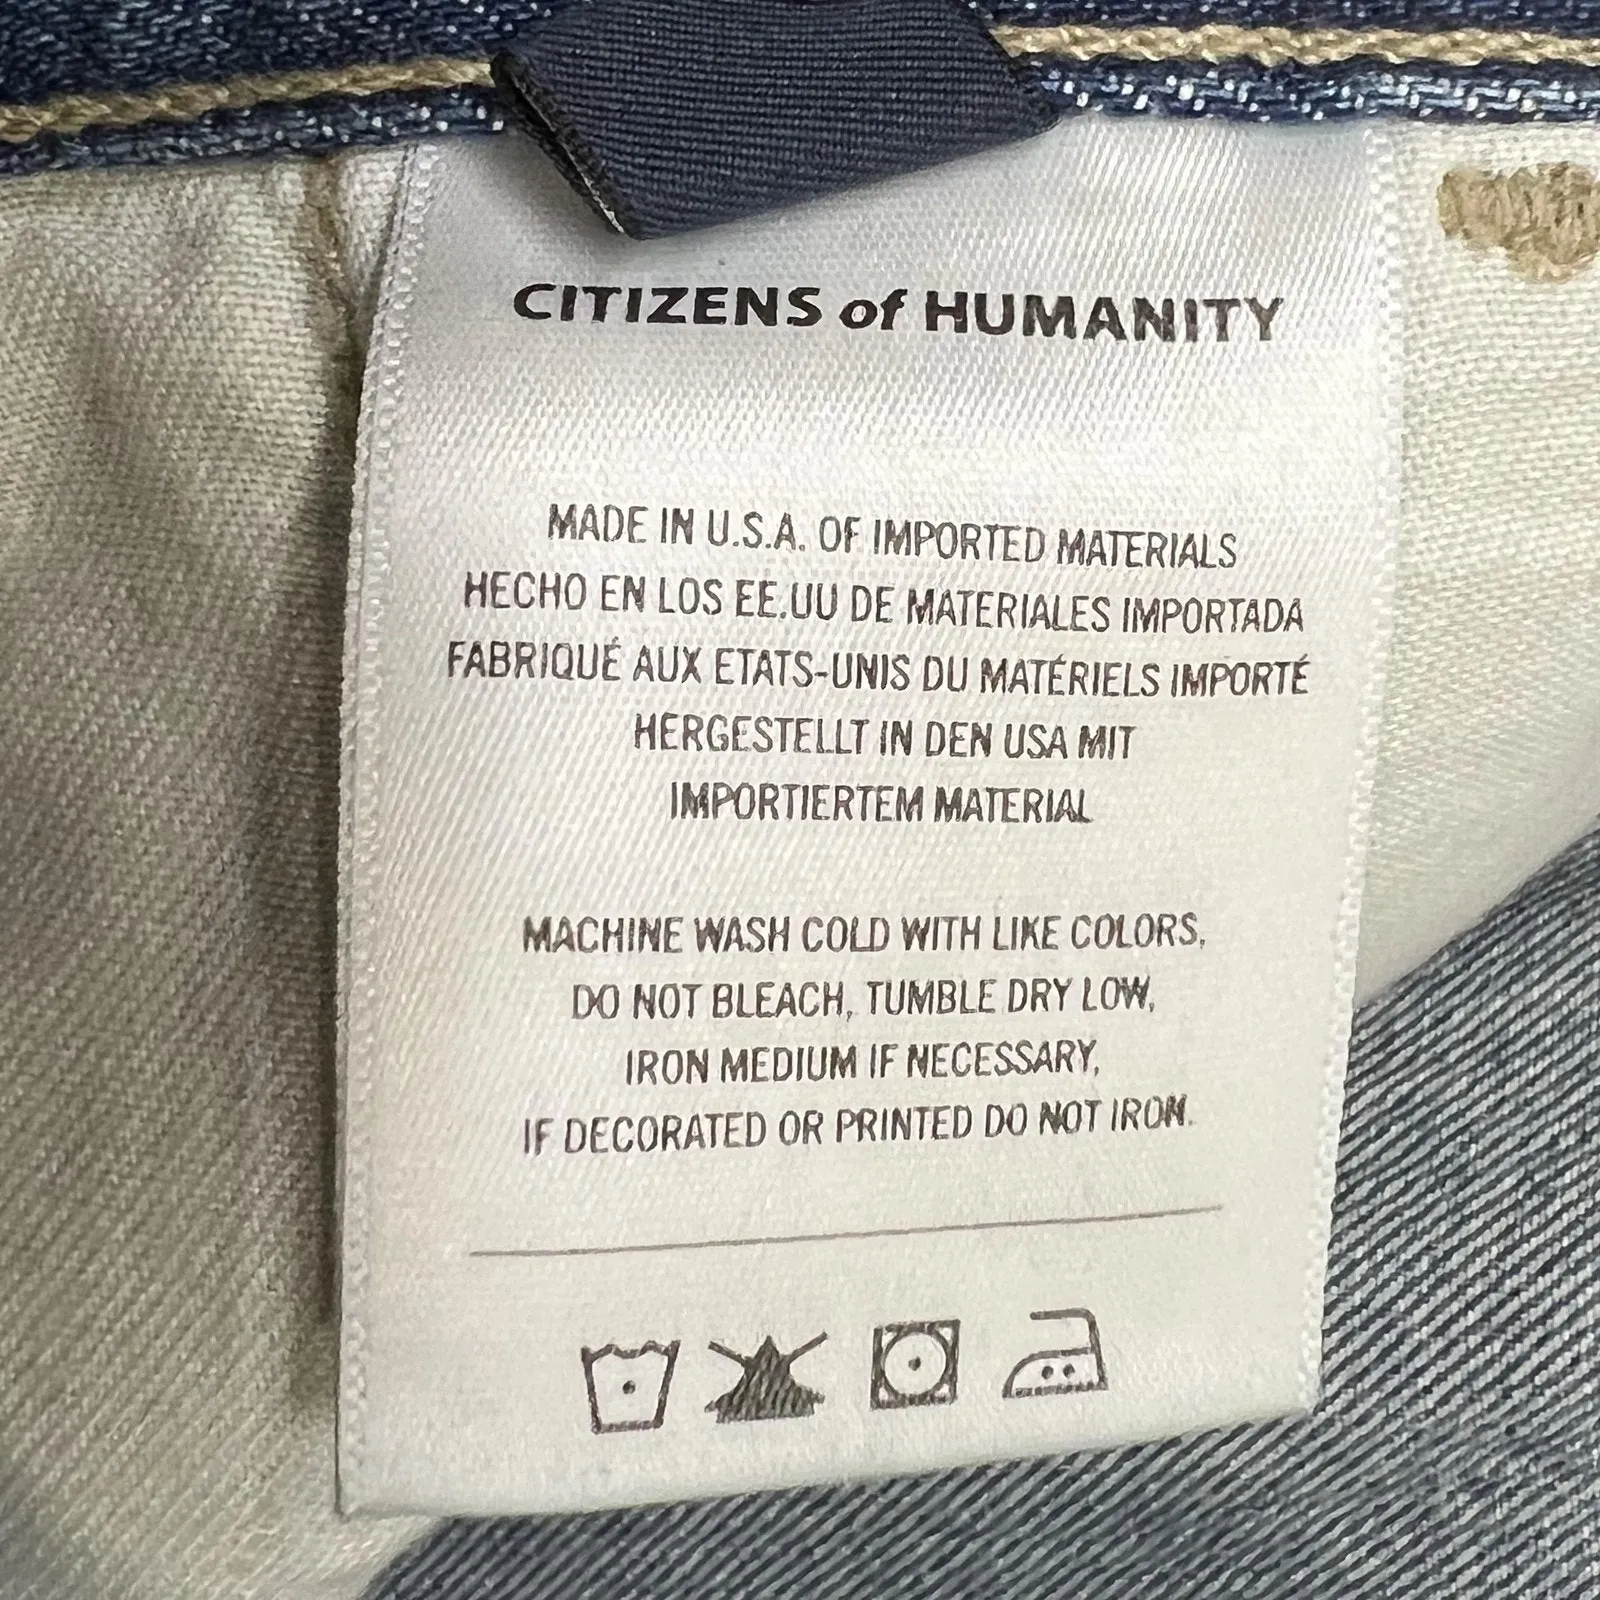 CITIZENS of HUMANITY
MADE IN U.S.A. OF IMPORTED MATERIALS
HECHO EN LOS EE.UU DE MATERIALES IMPORTADA
FABRIQUÉ AUX ETATS-UNIS DU MATÉRIELS IMPORTÉ
HERGESTELLT IN DEN USA MIT
IMPORTIERTEM MATERIAL
MACHINE WASH COLD WITH LIKE COLORS,
DO NOT BLEACH, TUMBLE DRY LOW,
IRON MEDIUM IF NECESSARY,
IF DECORATED OR PRINTED DO NOT IRON.